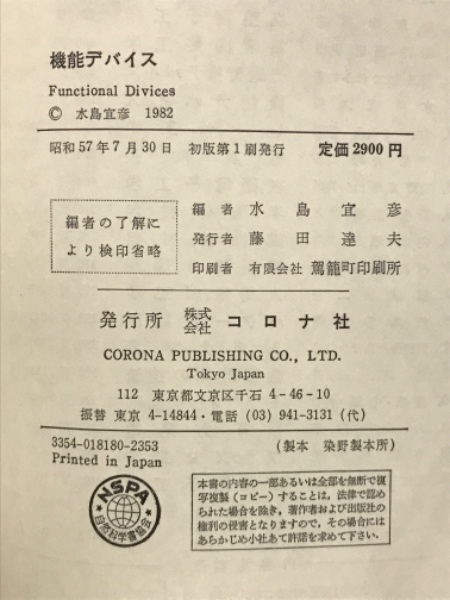 機能デバイス
Functional Divices
© 水島宜彦 1982
昭和57年7月30日 初版第1刷発行 定価2900円
編者の了解に
より検印省略
編者 水島宜彦
発行者 藤田達夫
印刷者 有限会社 駕籠町印刷所
発行所 株式会社 コロナ社
CORONA PUBLISHING CO., LTD.
Tokyo Japan
112 東京都文京区千石 4-46-10
振替 東京 4-14844・電話 (03) 941-3131 (代)
3354-018180-2353 (製本 染野製本所)
Printed in Japan
NSPA
自然科学書協会
本書の内容の一部あるいは全部を無断で複
写複製(コピー)することは,法律で認め
られた場合を除き,著作者および出版社の
権利の侵害となりますので,その場合には
あらかじめ小社あて許諾を求めて下さい.